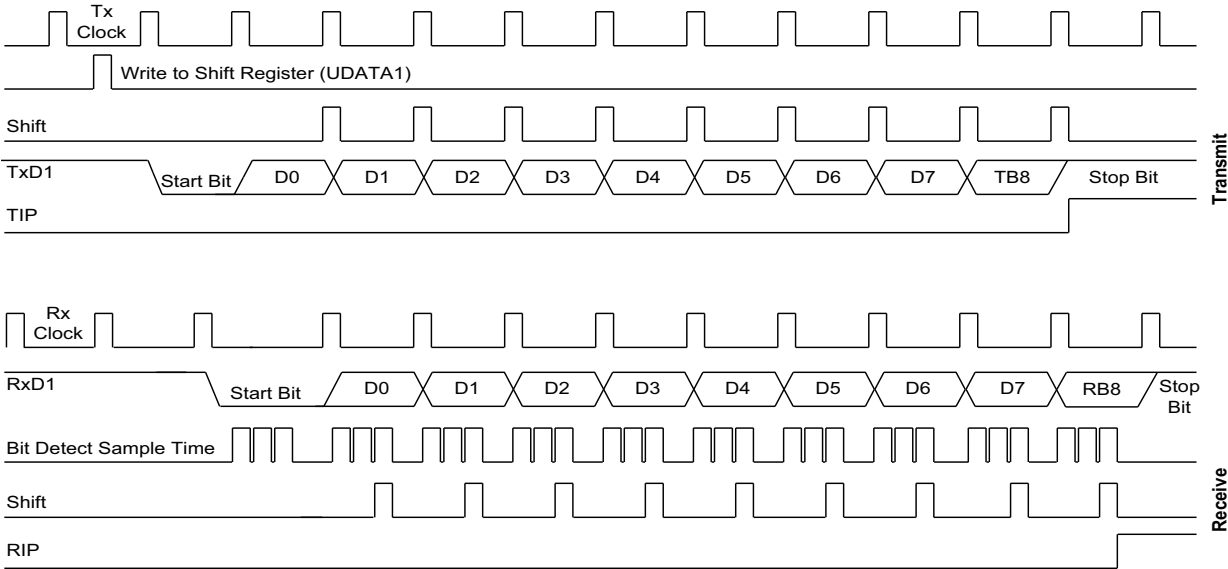 Tx
Clock
Write to Shift Register (UDATA1)
Shift
TxD1
Start Bit D0 D1 D2 D3 D4 D5 D6 D7 TB8 Stop Bit
TIP
Transmit
Rx
Clock
RxD1
Start Bit D0 D1 D2 D3 D4 D5 D6 D7 RB8 Stop
Bit
Bit Detect Sample Time
Shift
RIP
Receive